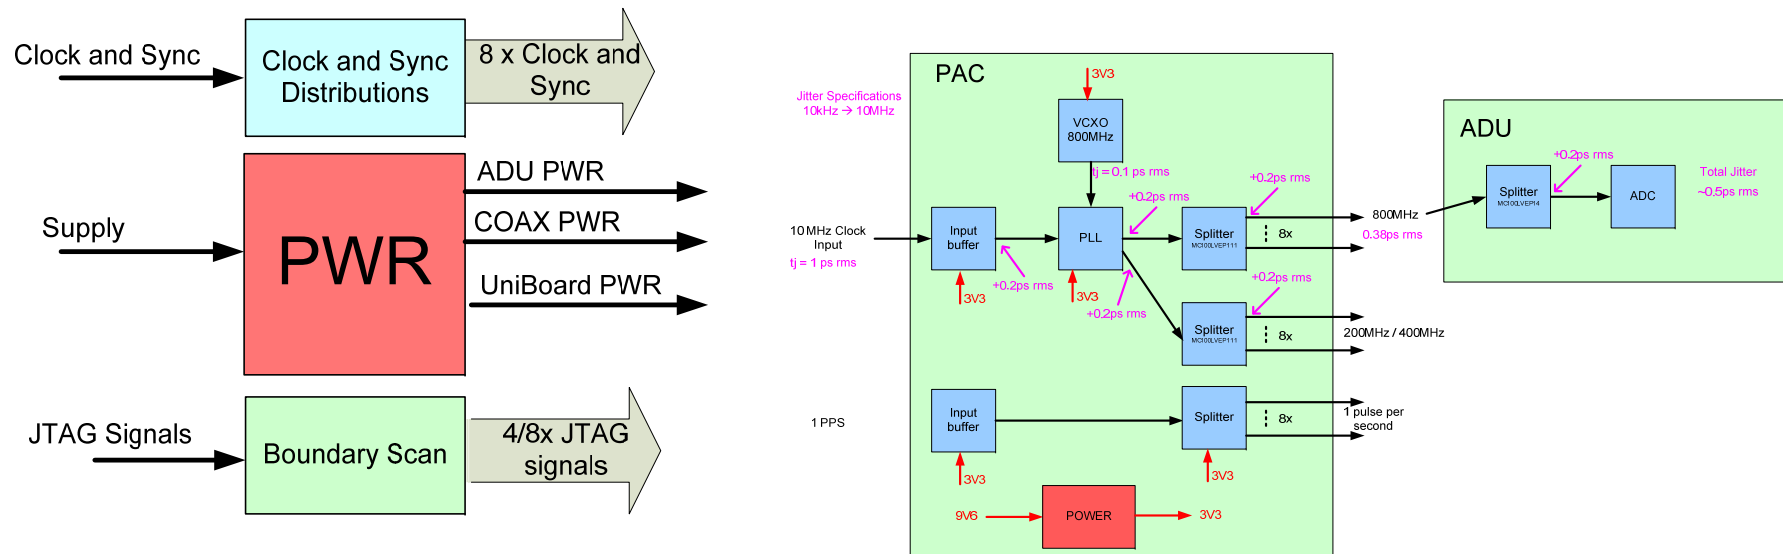 Clock and Sync
Clock and Sync
Distributions
8 x Clock and
Sync
Supply
PWR
ADU PWR
COAX PWR
UniBoard PWR
JTAG Signals
Boundary Scan
4/8x JTAG
signals
PAC
Jitter Specifications
10kHz → 10MHz
3V3
VCXO
800MHz
tj = 0.1 ps rms
+0.2ps rms
+0.2ps rms
10 MHz Clock
Input
tj = 1 ps rms
Input
buffer
3V3
+0.2ps rms
PLL
3V3
+0.2ps rms
Splitter
MC100LVEP111
8x
800MHz
0.38ps rms
+0.2ps rms
Splitter
MC100LVEP111
8x
200MHz / 400MHz
1 PPS
Input
buffer
3V3
Splitter
3V3
8x
1 pulse per
second
9V6
POWER
3V3
ADU
+0.2ps rms
Splitter
MC100LVEP14
ADC
Total Jitter
~0.5ps rms